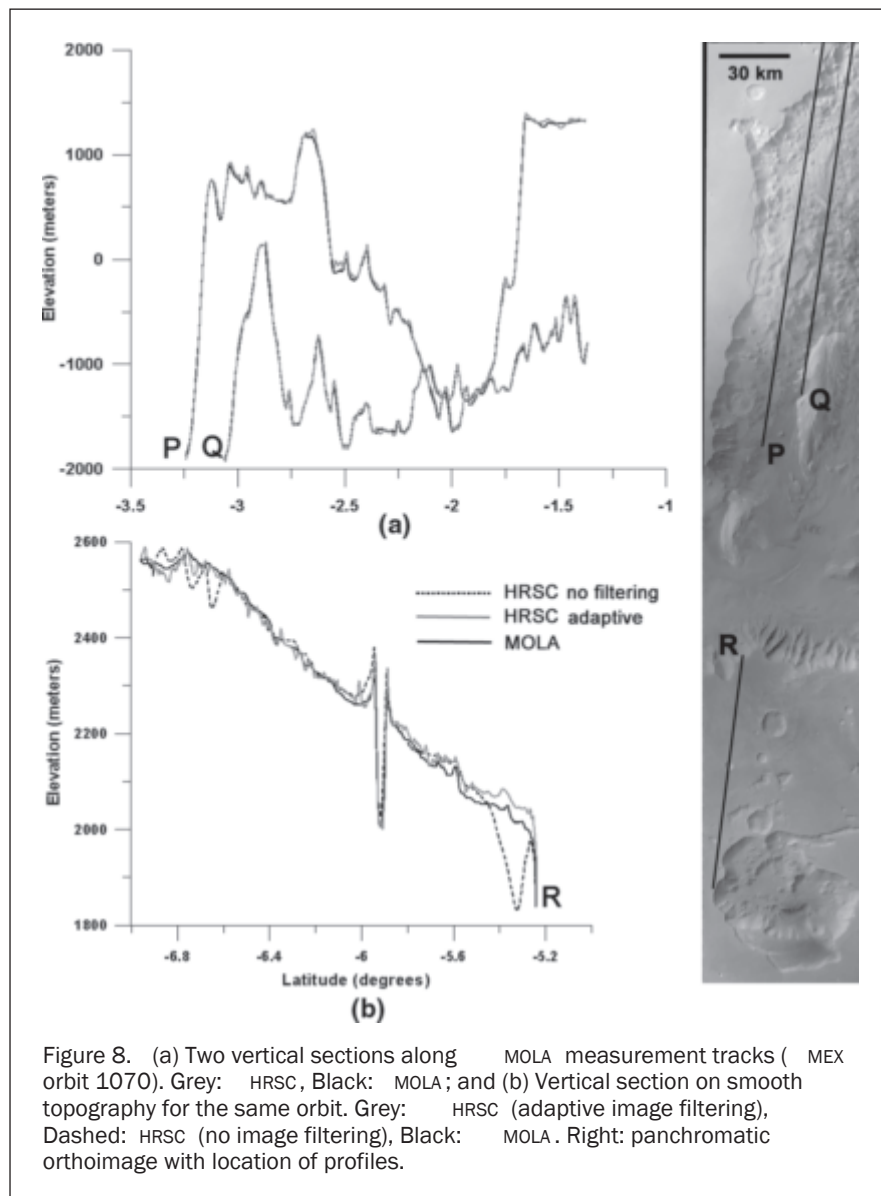 2000
1000
0
-1000
-2000
Elevation (meters)
P Q
-3.5 -3 -2.5 -2 -1.5 -1
(a)
2600
2400
2200
2000
1800
Elevation (meters)
HRSC no filtering
HRSC adaptive
MOLA
R
-6.8 -6.4 -6 -5.6 -5.2
Latitude (degrees)
(b)
30 km
Q
P
R
Figure 8. (a) Two vertical sections along MOLA measurement tracks ( MEX
orbit 1070). Grey: HRSC, Black: MOLA; and (b) Vertical section on smooth
topography for the same orbit. Grey: HRSC (adaptive image filtering),
Dashed: HRSC (no image filtering), Black: MOLA. Right: panchromatic
orthoimage with location of profiles.